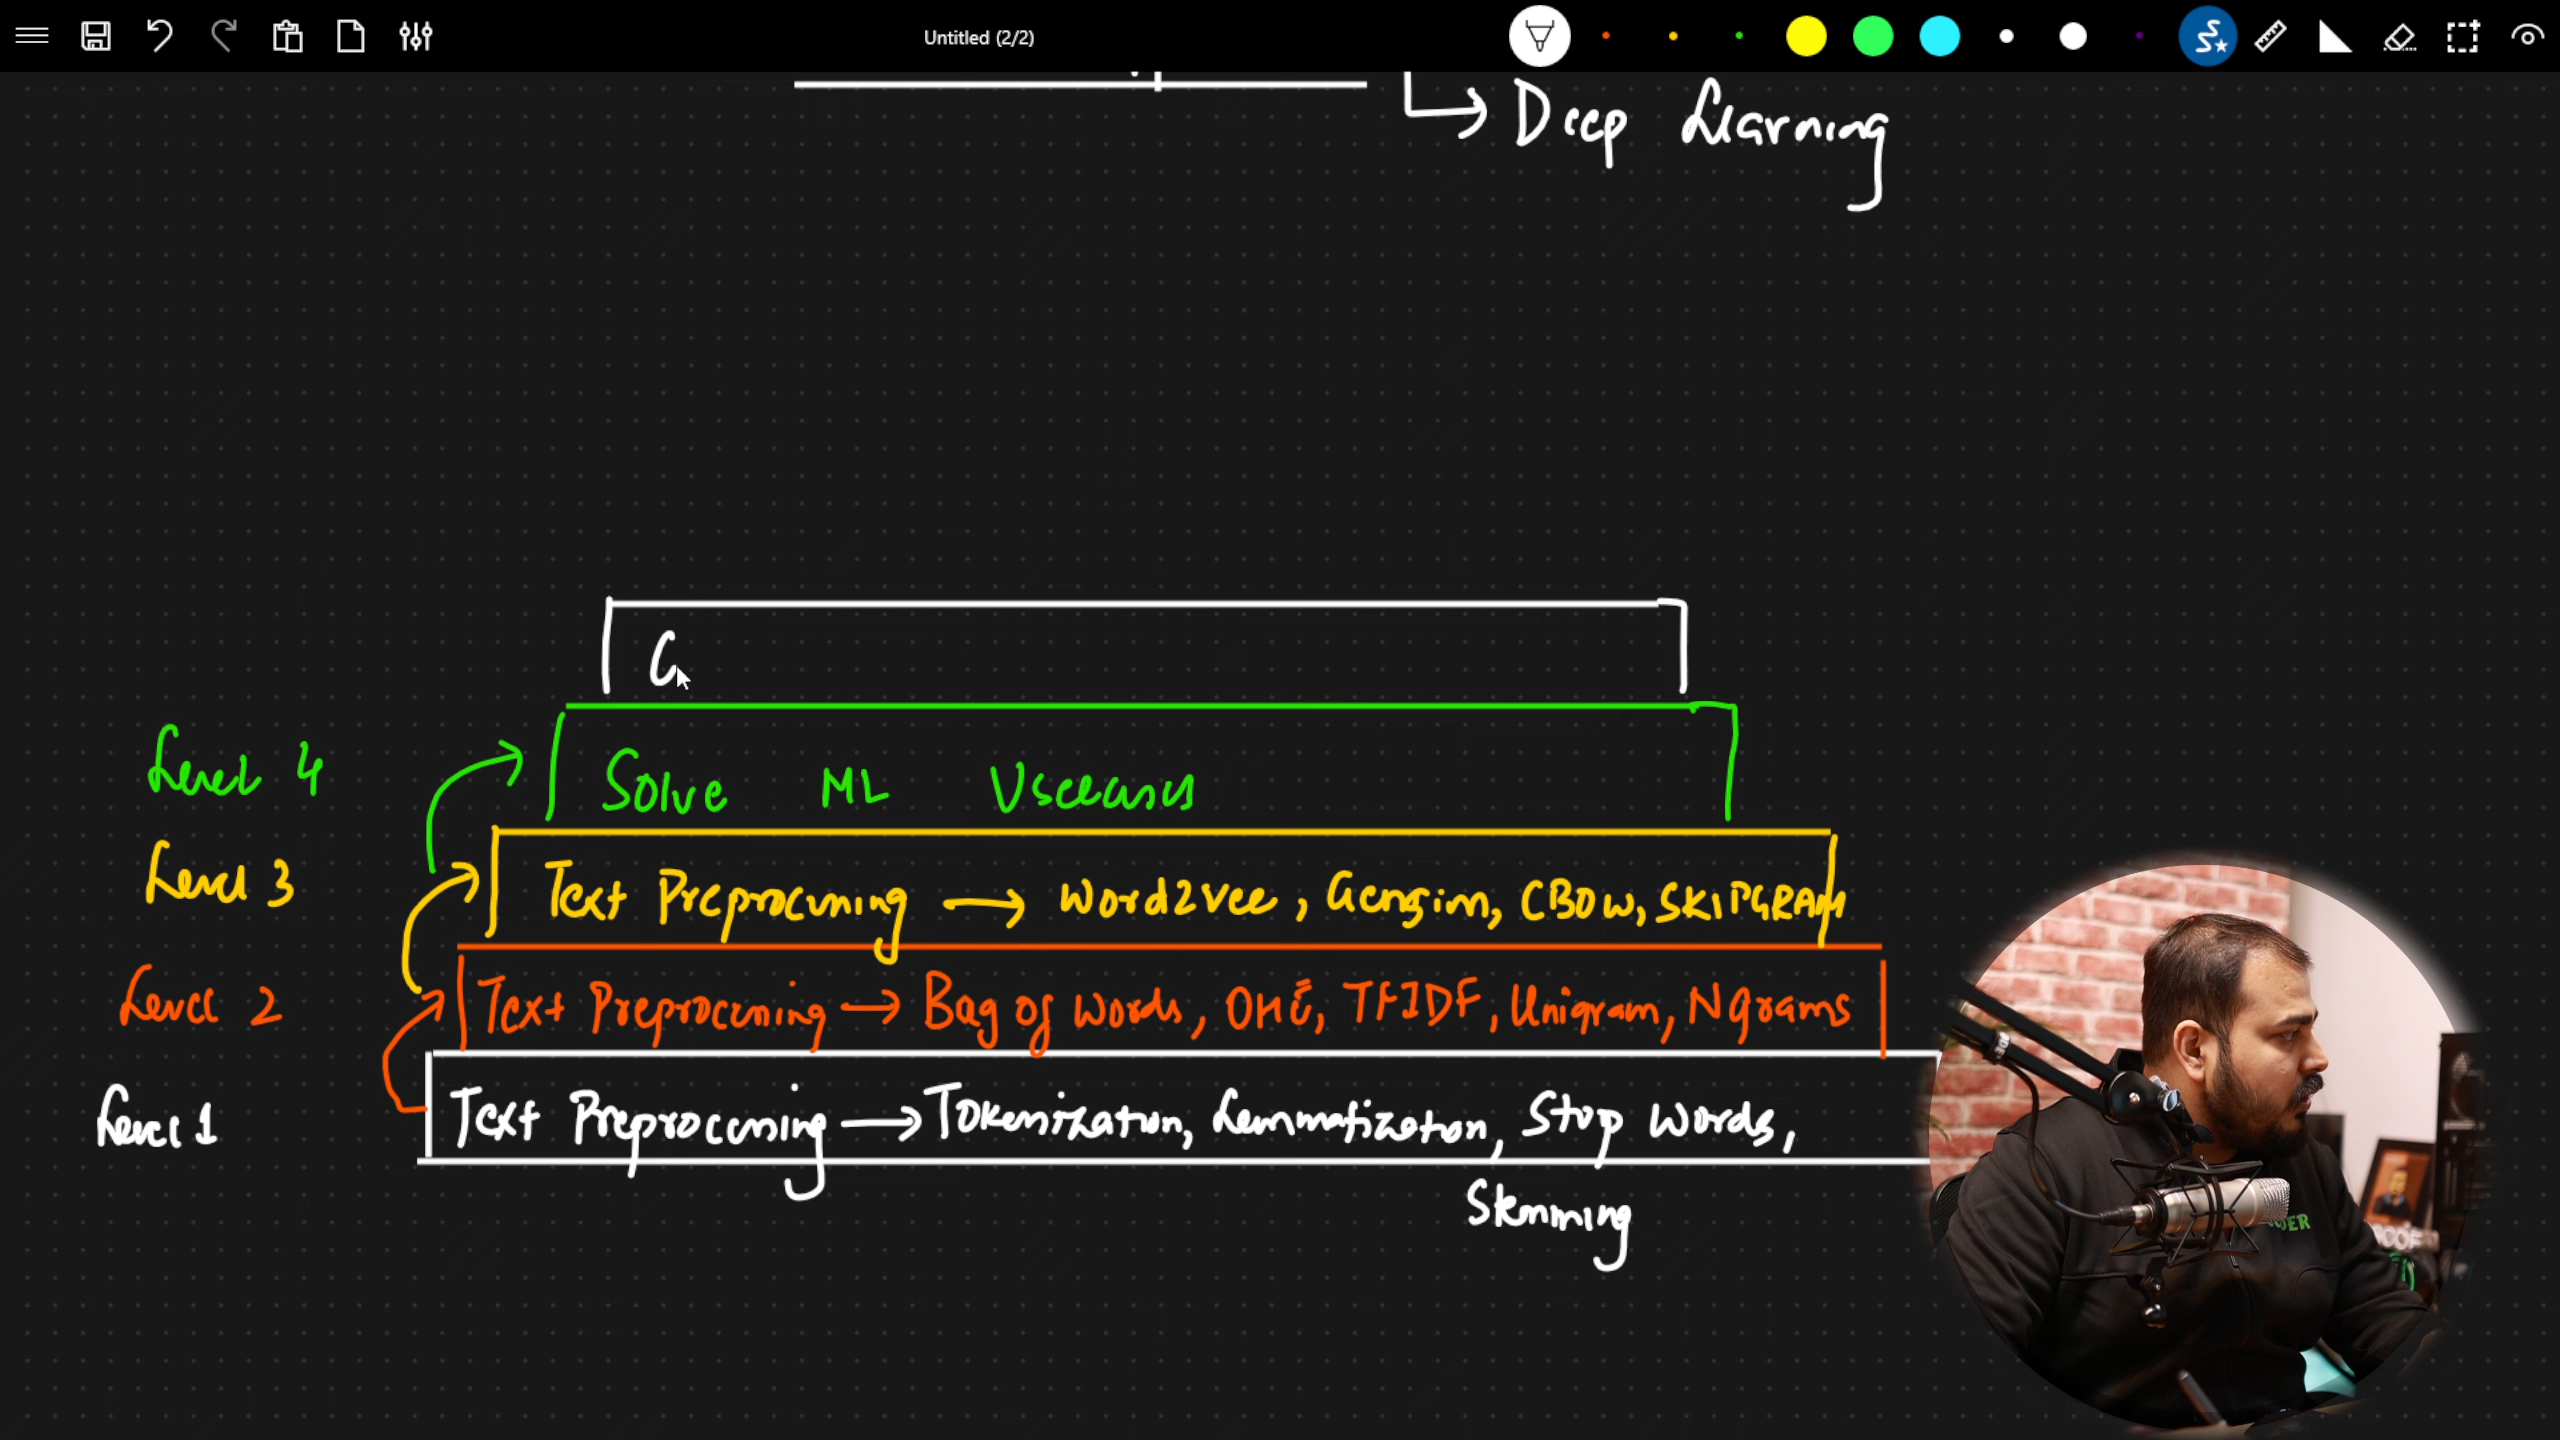 Untitled (2/2)
Deep Learning
G
Level 4
Solve ML Usecases
Level 3
Text Preprocessing → Word2vec, Gensim, CBOW, SKIPGRAM
Level 2
Text Preprocessing → Bag of Words, OHE, TFIDF, Unigram, Ngrams
Level 1
Text Preprocessing → Tokenization, Lemmatization, Stop Words,
Stemming